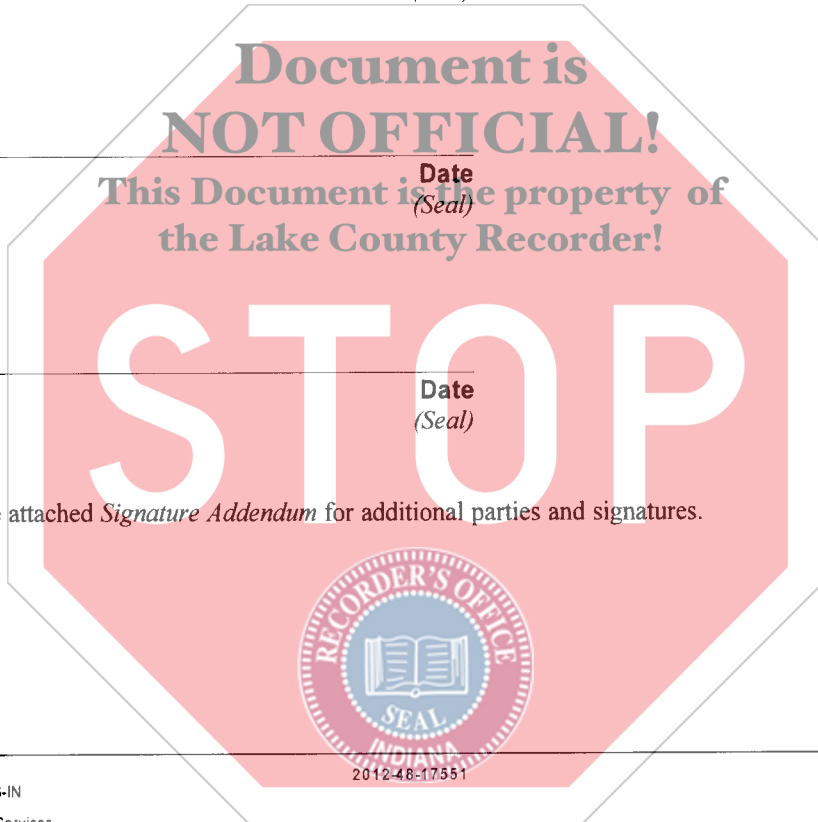 Document is
NOT OFFICIAL!
Date
This Document is the property of
(Seal)
the Lake County Recorder!
STOP
Date
(Seal)
attached Signature Addendum for additional parties and signatures.
RECORDER'S OFFICE
SEAL
INDIANA
2012-48-17551
-IN